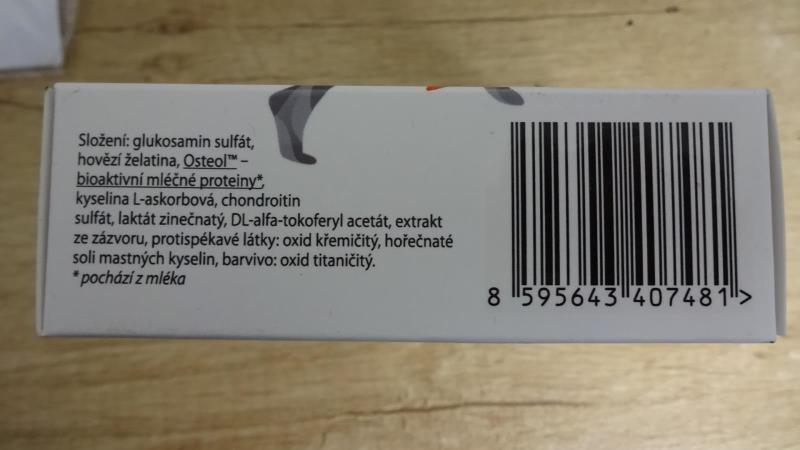 Složení: glukosamin sulfát,
hovězí želatina, Osteol™ –
bioaktivní mléčné proteiny*,
kyselina L-askorbová, chondroitin
sulfát, laktát zinečnatý, DL-alfa-tokoferyl acetát, extrakt
ze zázvoru, protispékavé látky: oxid křemičitý, hořečnaté
soli mastných kyselin, barvivo: oxid titaničitý.
* pochází z mléka
8 595643 407481 >